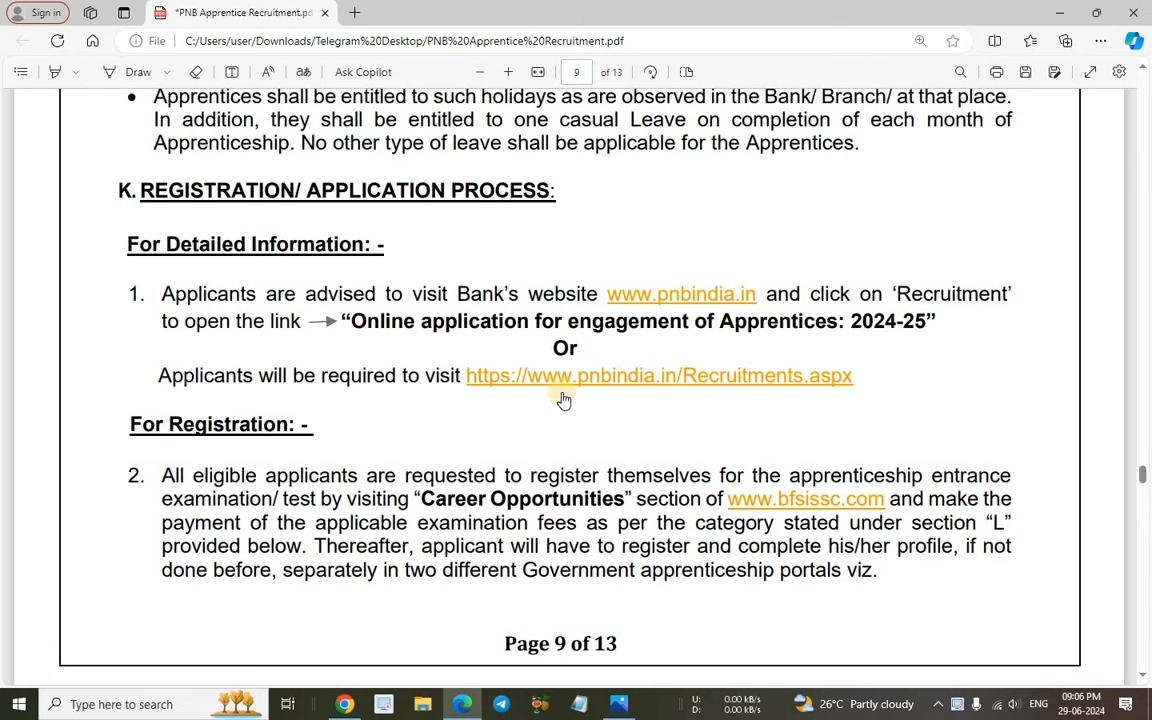 Sign in
*PNB Apprentice Recruitment.pd
File
C:/Users/user/Downloads/Telegram%20Desktop/PNB%20Apprentice%20Recruitment.pdf
Draw
Ask Copilot
9
of 13
• Apprentices shall be entitled to such holidays as are observed in the Bank/ Branch/ at that place.
In addition, they shall be entitled to one casual Leave on completion of each month of
Apprenticeship. No other type of leave shall be applicable for the Apprentices.
K. REGISTRATION/ APPLICATION PROCESS:
For Detailed Information: -
1. Applicants are advised to visit Bank's website www.pnbindia.in and click on 'Recruitment'
to open the link → “Online application for engagement of Apprentices: 2024-25”
Or
Applicants will be required to visit https://www.pnbindia.in/Recruitments.aspx
For Registration: -
2. All eligible applicants are requested to register themselves for the apprenticeship entrance
examination/ test by visiting “Career Opportunities” section of www.bfsissc.com and make the
payment of the applicable examination fees as per the category stated under section “L”
provided below. Thereafter, applicant will have to register and complete his/her profile, if not
done before, separately in two different Government apprenticeship portals viz.
Page 9 of 13
Type here to search
U: 0.00 kB/s
D: 0.00 kB/s
26°C Partly cloudy
ENG
09:06 PM
29-06-2024